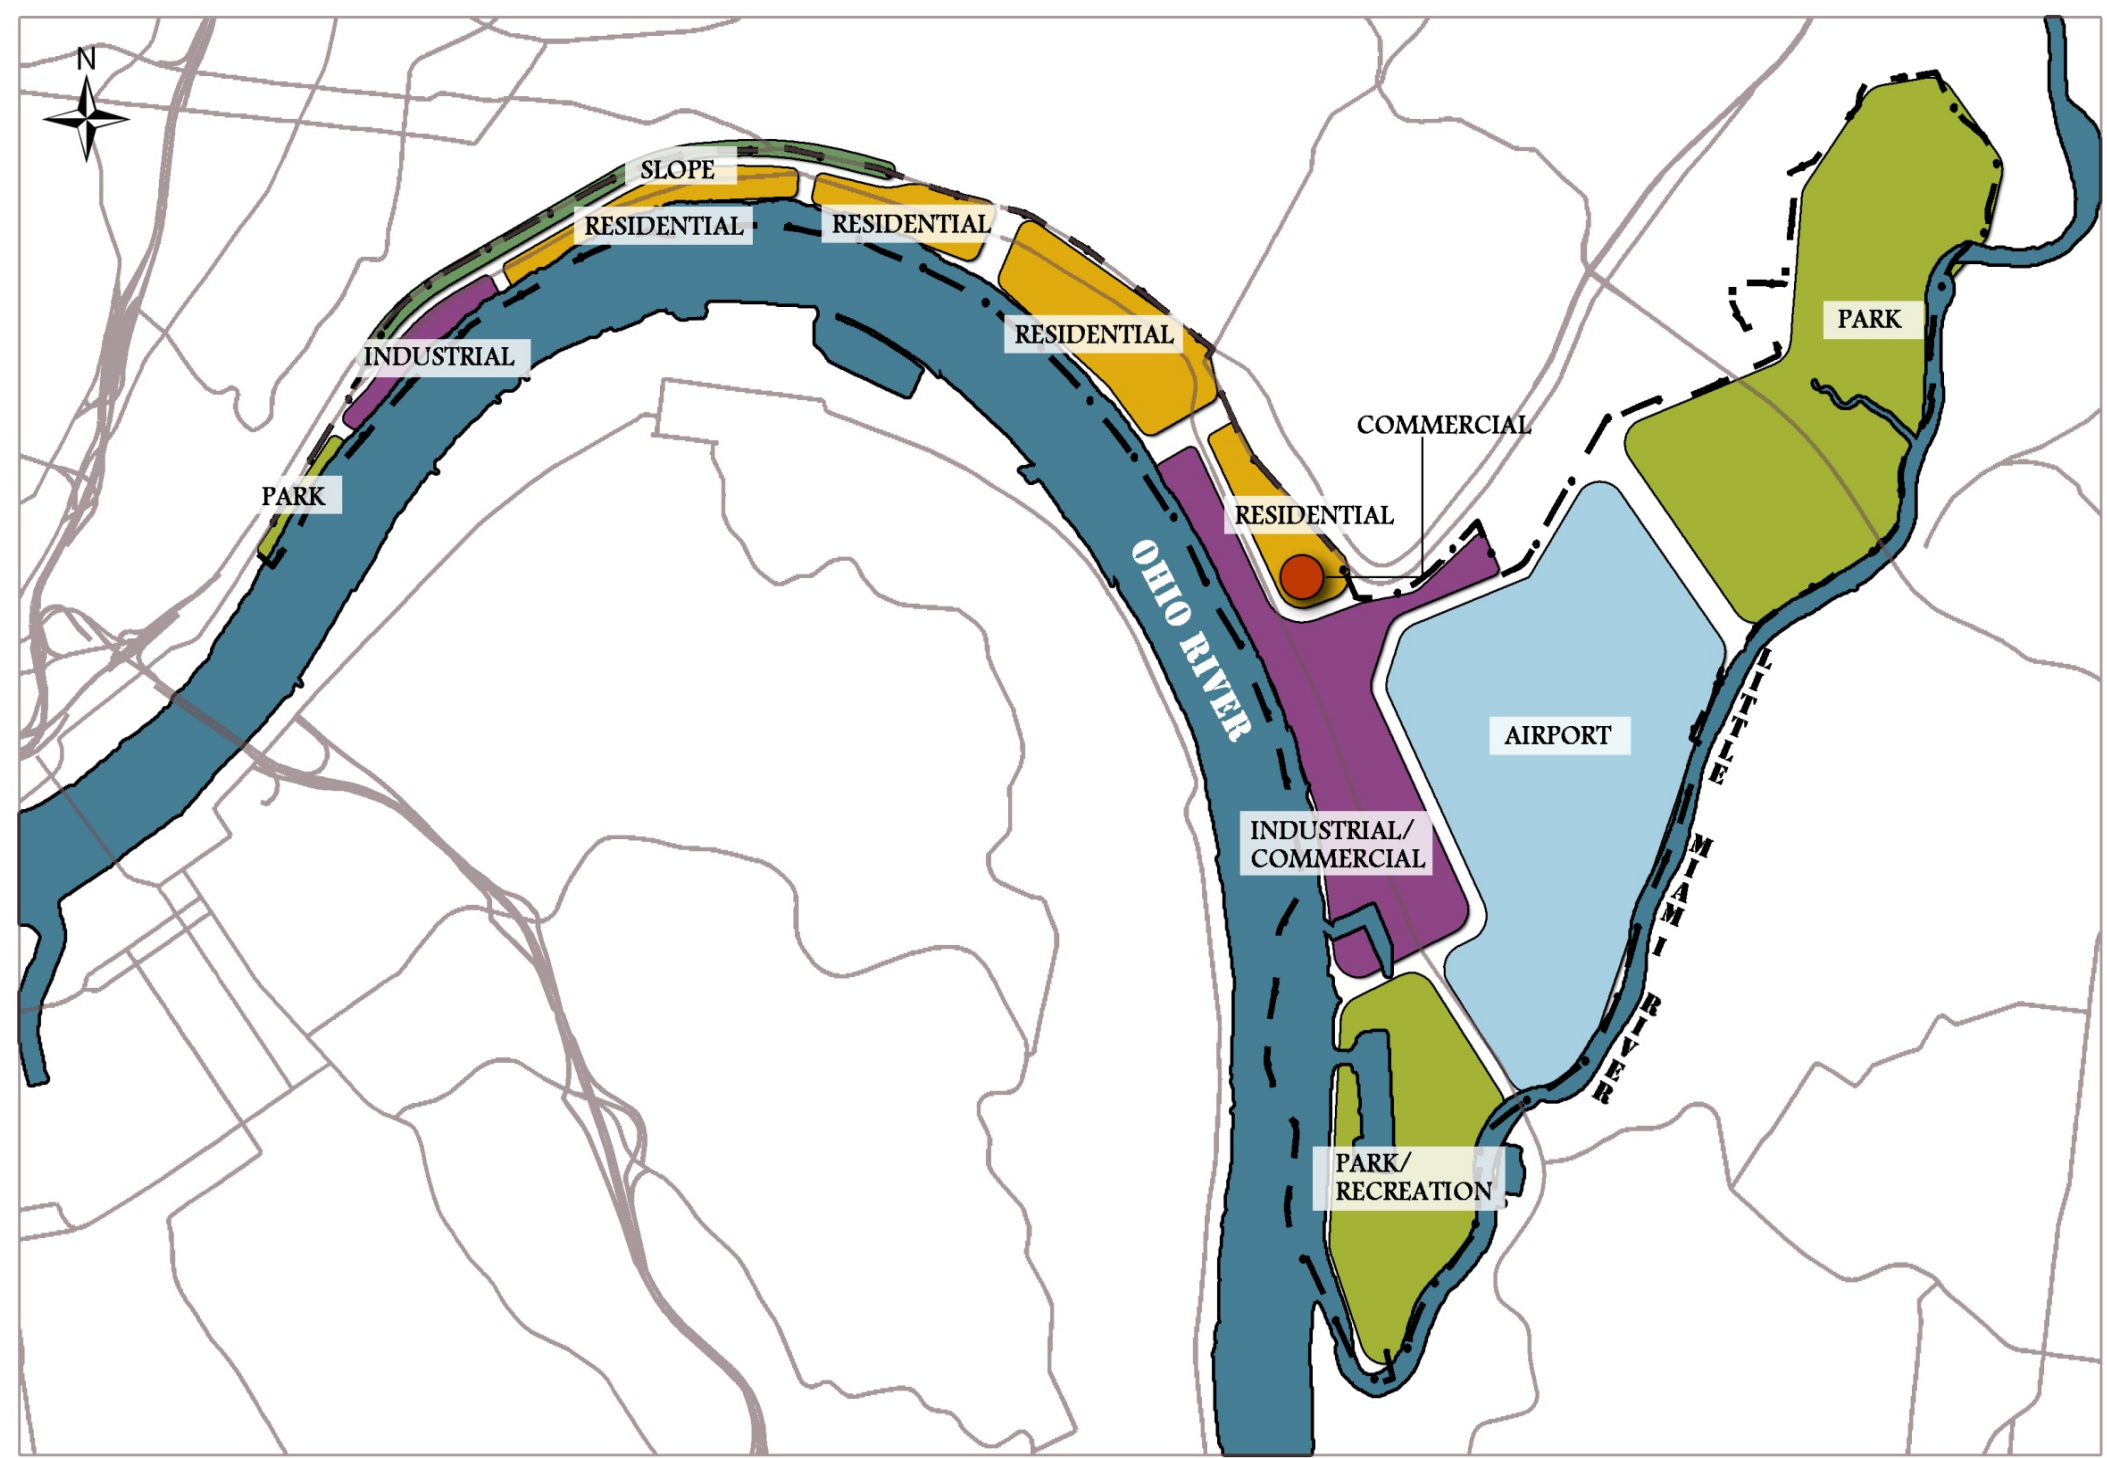 N
SLOPE
RESIDENTIAL
RESIDENTIAL
RESIDENTIAL
PARK
INDUSTRIAL
COMMERCIAL
PARK
RESIDENTIAL
OHIO RIVER
AIRPORT
LITTLE MIAMI RIVER
INDUSTRIAL/
COMMERCIAL
PARK/
RECREATION